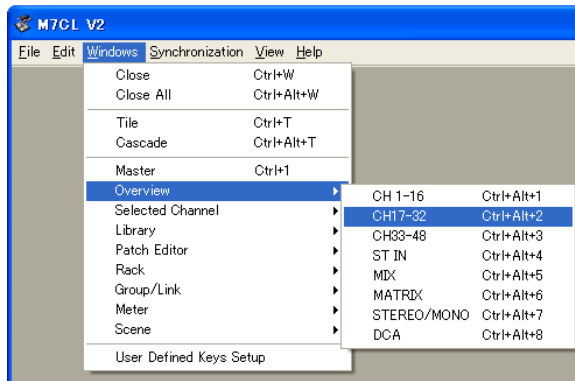 M7CL V2
File Edit Windows Synchronization View Help
Close Ctrl+W
Close All Ctrl+Alt+W
Tile Ctrl+T
Cascade Ctrl+Alt+T
Master Ctrl+1
Overview
Selected Channel
Library
Patch Editor
Rack
Group/Link
Meter
Scene
User Defined Keys Setup
CH 1-16 Ctrl+Alt+1
CH17-32 Ctrl+Alt+2
CH33-48 Ctrl+Alt+3
ST IN Ctrl+Alt+4
MIX Ctrl+Alt+5
MATRIX Ctrl+Alt+6
STEREO/MONO Ctrl+Alt+7
DCA Ctrl+Alt+8